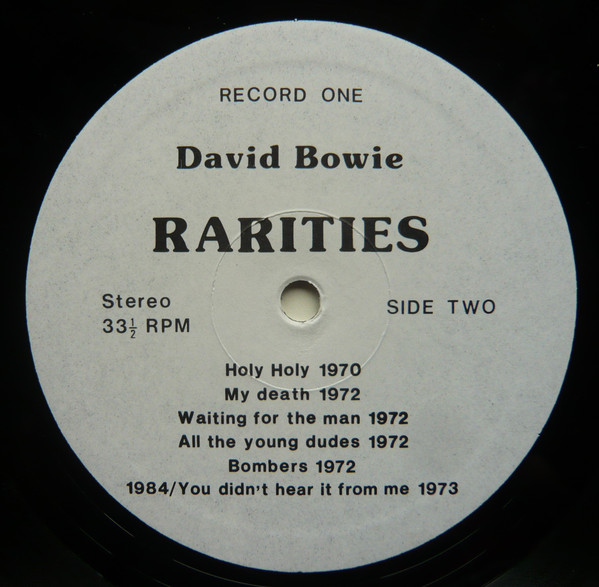 RECORD ONE
David Bowie
RARITIES
Stereo
33½ RPM
SIDE TWO
Holy Holy 1970
My death 1972
Waiting for the man 1972
All the young dudes 1972
Bombers 1972
1984/You didn't hear it from me 1973